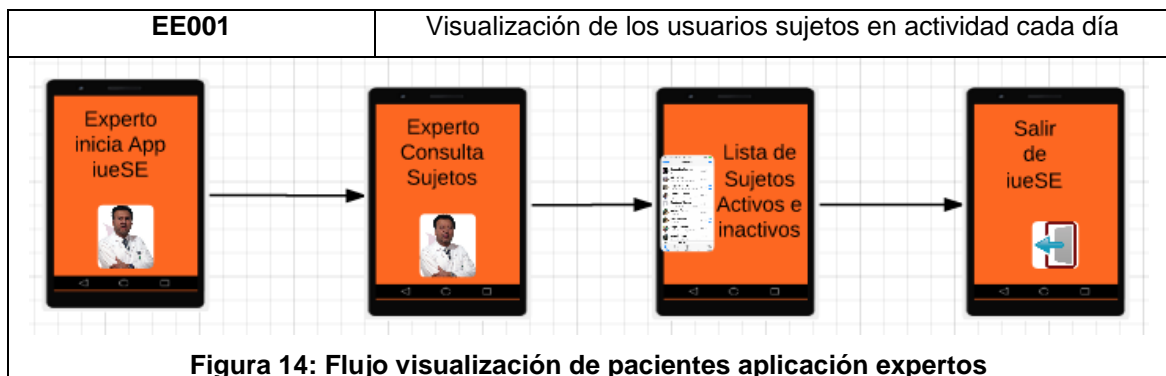 EE001
Visualización de los usuarios sujetos en actividad cada día
Experto
inicia App
iueSE
Experto
Consulta
Sujetos
Lista de
Sujetos
Activos e
inactivos
Salir
de
iueSE
Figura 14: Flujo visualización de pacientes aplicación expertos